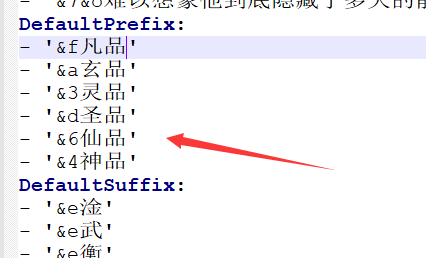 - '&7&o难以想象他到底隐藏了多大的能
DefaultPrefix:
- '&f凡品'
- '&a玄品'
- '&3灵品'
- '&d圣品'
- '&6仙品'
- '&4神品'
DefaultSuffix:
- '&e淦'
- '&e武'
- '&e衡'